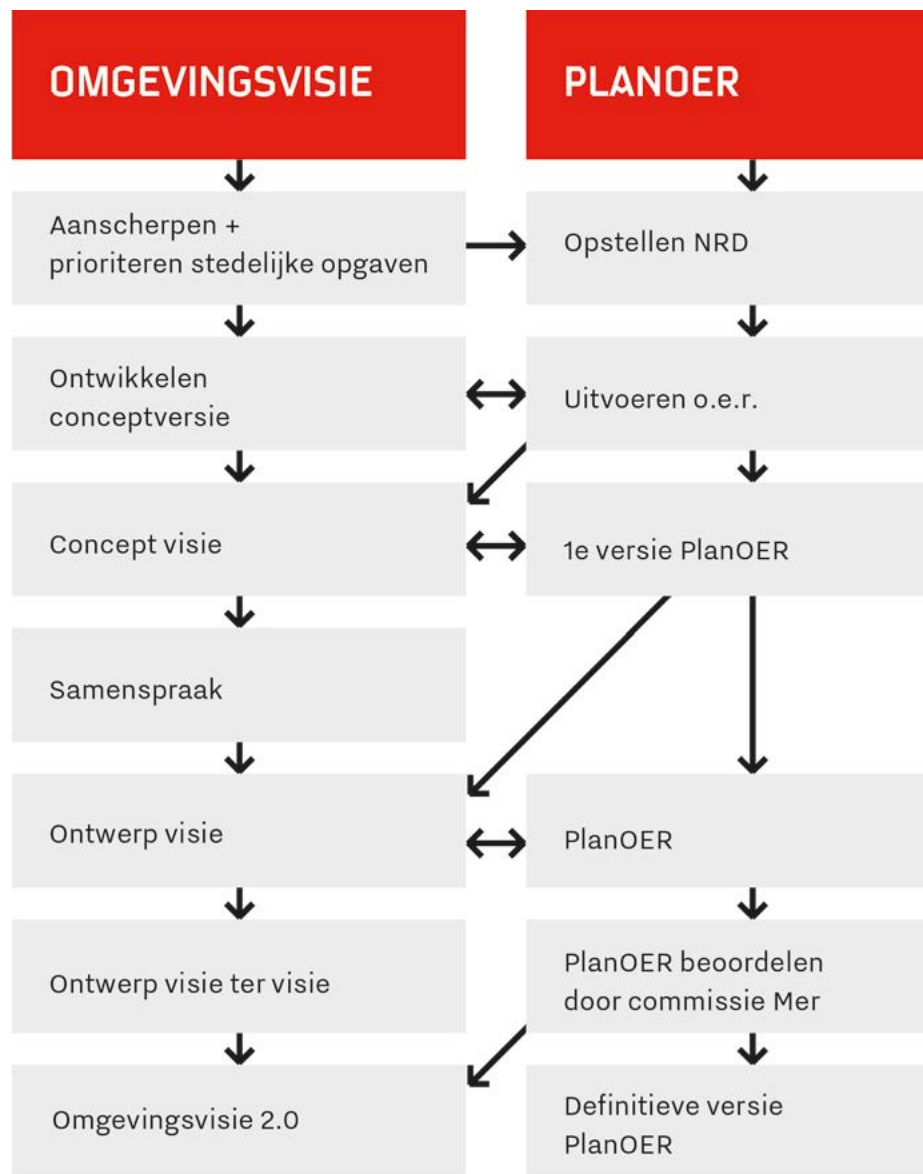 OMGEVINGSVISIE
PLANOER
Aanscherpen +
prioriteren stedelijke opgaven
Opstellen NRD
Ontwikkelen
conceptversie
Uitvoeren o.e.r.
Concept visie
1e versie PlanOER
Samenspraak
Ontwerp visie
PlanOER
Ontwerp visie ter visie
PlanOER beoordelen
door commissie Mer
Omgevingsvisie 2.0
Definitieve versie
PlanOER